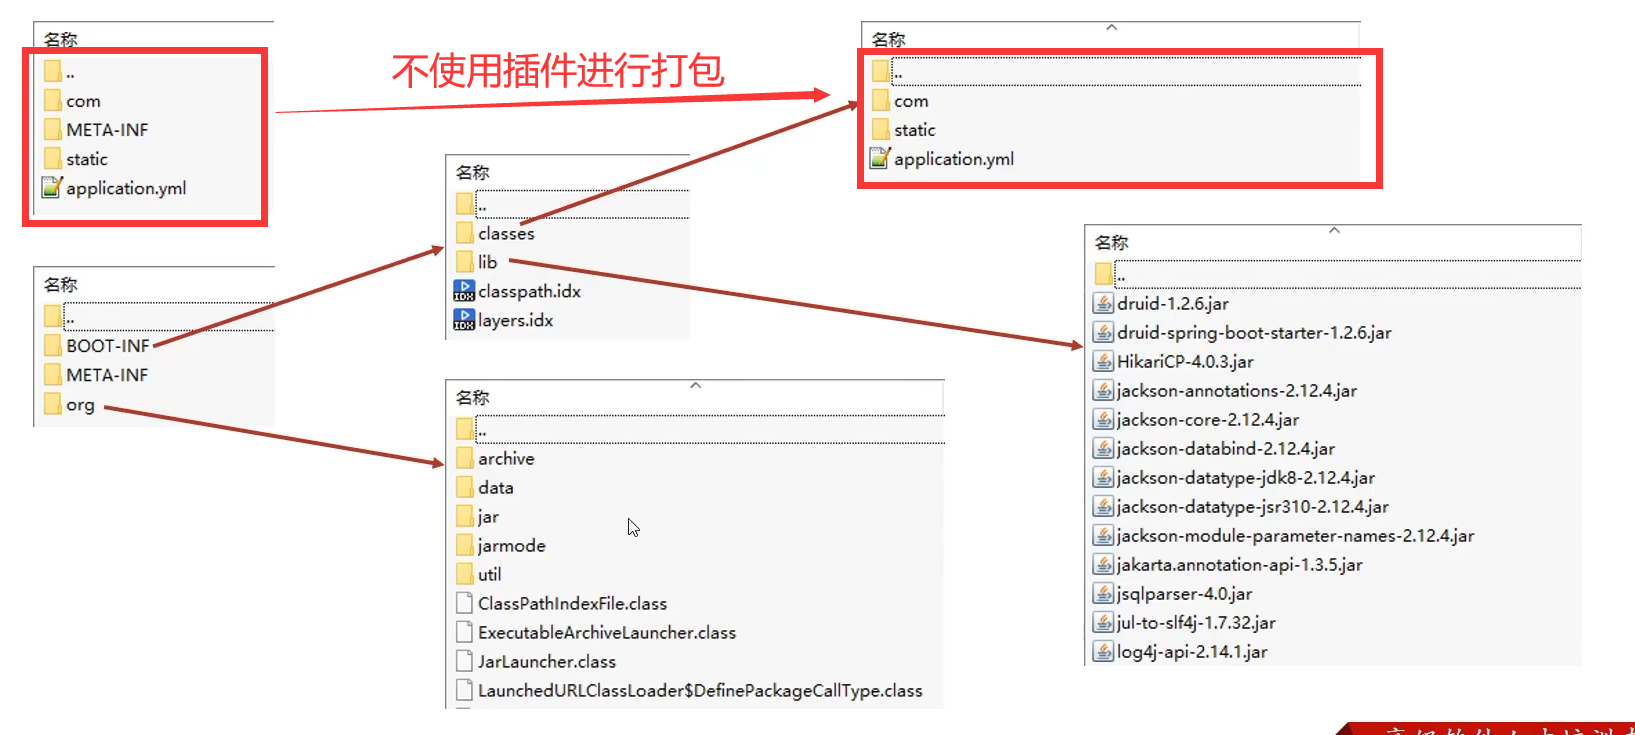 名称
..
com
META-INF
static
application.yml
不使用插件进行打包
名称
..
com
static
application.yml
名称
..
BOOT-INF
META-INF
org
名称
..
classes
lib
classpath.idx
layers.idx
名称
..
archive
data
jar
jarmode
util
ClassPathIndexFile.class
ExecutableArchiveLauncher.class
JarLauncher.class
LaunchedURLClassLoader$DefinePackageCallType.class
名称
..
druid-1.2.6.jar
druid-spring-boot-starter-1.2.6.jar
HikariCP-4.0.3.jar
jackson-annotations-2.12.4.jar
jackson-core-2.12.4.jar
jackson-databind-2.12.4.jar
jackson-datatype-jdk8-2.12.4.jar
jackson-datatype-jsr310-2.12.4.jar
jackson-module-parameter-names-2.12.4.jar
jakarta.annotation-api-1.3.5.jar
jsqlparser-4.0.jar
jul-to-slf4j-1.7.32.jar
log4j-api-2.14.1.jar